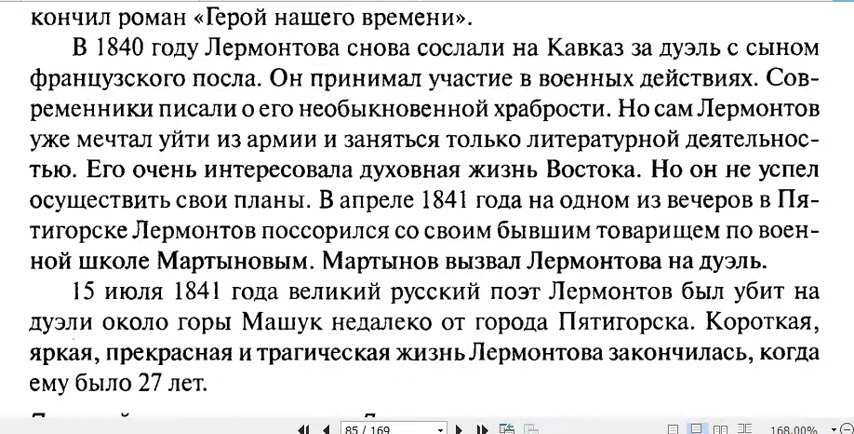 кончил роман «Герой нашего времени».
В 1840 году Лермонтова снова сослали на Кавказ за дуэль с сыном
французского посла. Он принимал участие в военных действиях. Сов-
ременники писали о его необыкновенной храбрости. Но сам Лермонтов
уже мечтал уйти из армии и заняться только литературной деятельнос-
тью. Его очень интересовала духовная жизнь Востока. Но он не успел
осуществить свои планы. В апреле 1841 года на одном из вечеров в Пя-
тигорске Лермонтов поссорился со своим бывшим товарищем по воен-
ной школе Мартыновым. Мартынов вызвал Лермонтова на дуэль.
15 июля 1841 года великий русский поэт Лермонтов был убит на
дуэли около горы Машук недалеко от города Пятигорска. Короткая,
яркая, прекрасная и трагическая жизнь Лермонтова закончилась, когда
ему было 27 лет.
85 / 169
168.00%